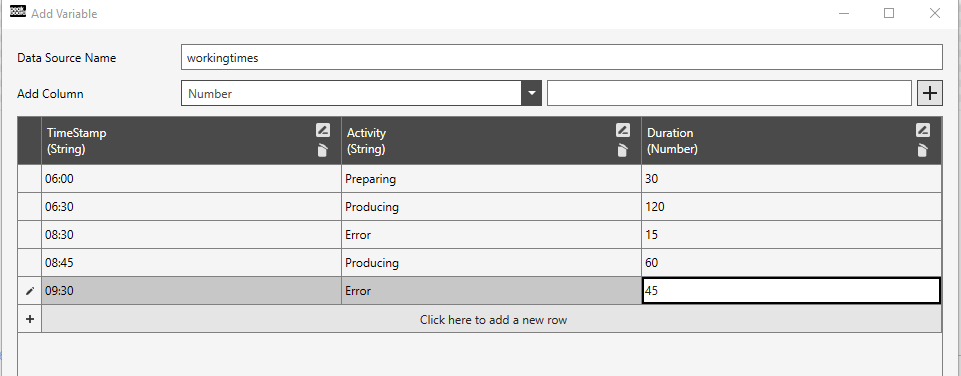 peak
board
Add Variable
Data Source Name
workingtimes
Add Column
Number
TimeStamp
(String)
Activity
(String)
Duration
(Number)
06:00
Preparing
30
06:30
Producing
120
08:30
Error
15
08:45
Producing
60
09:30
Error
45
Click here to add a new row